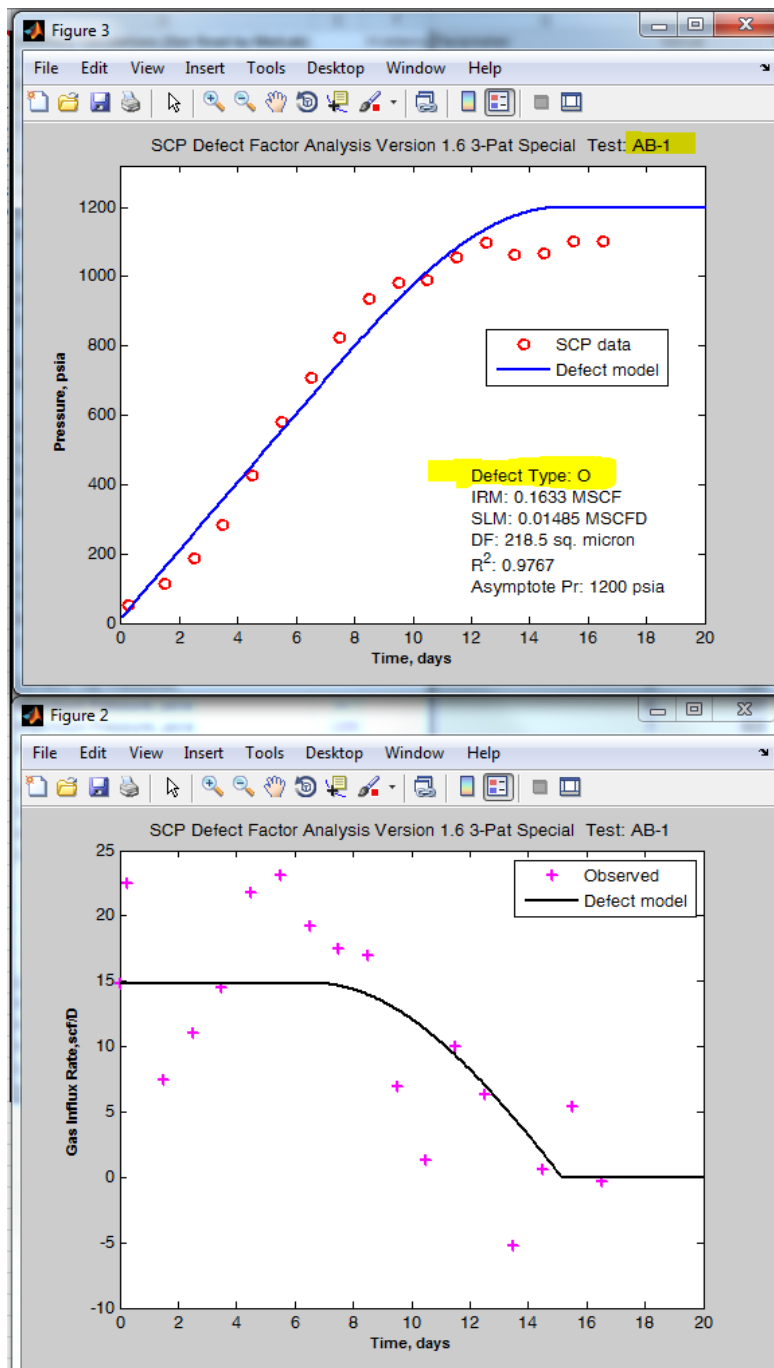 Figure 3
File Edit View Insert Tools Desktop Window Help
SCP Defect Factor Analysis Version 1.6 3-Pat Special Test: AB-1
1200
1000
800
600
400
200
0
Pressure, psia
SCP data
Defect model
Defect Type: O
IRM: 0.1633 MSCF
SLM: 0.01485 MSCFD
DF: 218.5 sq. micron
R²: 0.9767
Asymptote Pr: 1200 psia
0 2 4 6 8 10 12 14 16 18 20
Time, days
Figure 2
File Edit View Insert Tools Desktop Window Help
SCP Defect Factor Analysis Version 1.6 3-Pat Special Test: AB-1
25
20
15
10
5
0
-5
-10
Gas Influx Rate,scf/D
Observed
Defect model
0 2 4 6 8 10 12 14 16 18 20
Time, days